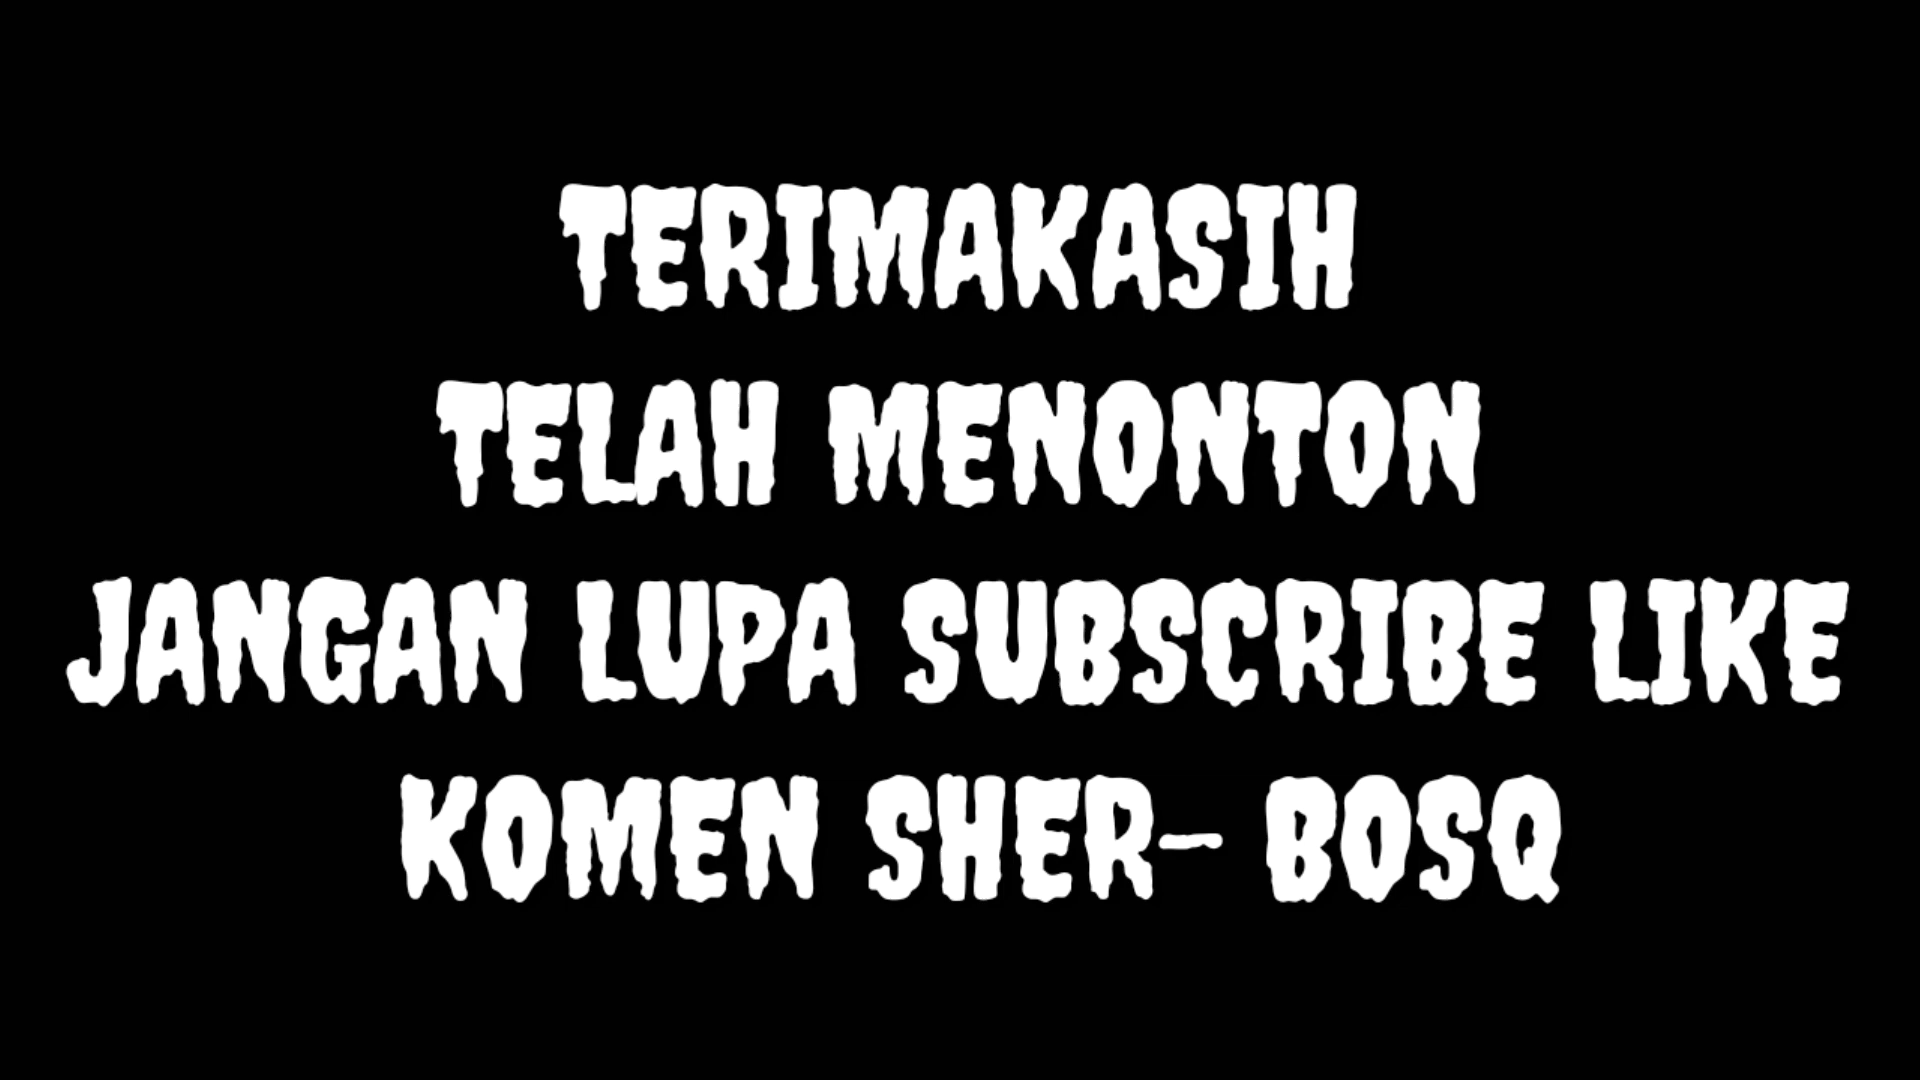 TERIMAKASIH
TELAH MENONTON
JANGAN LUPA SUBSCRIBE LIKE
KOMEN SHER- BOSQ